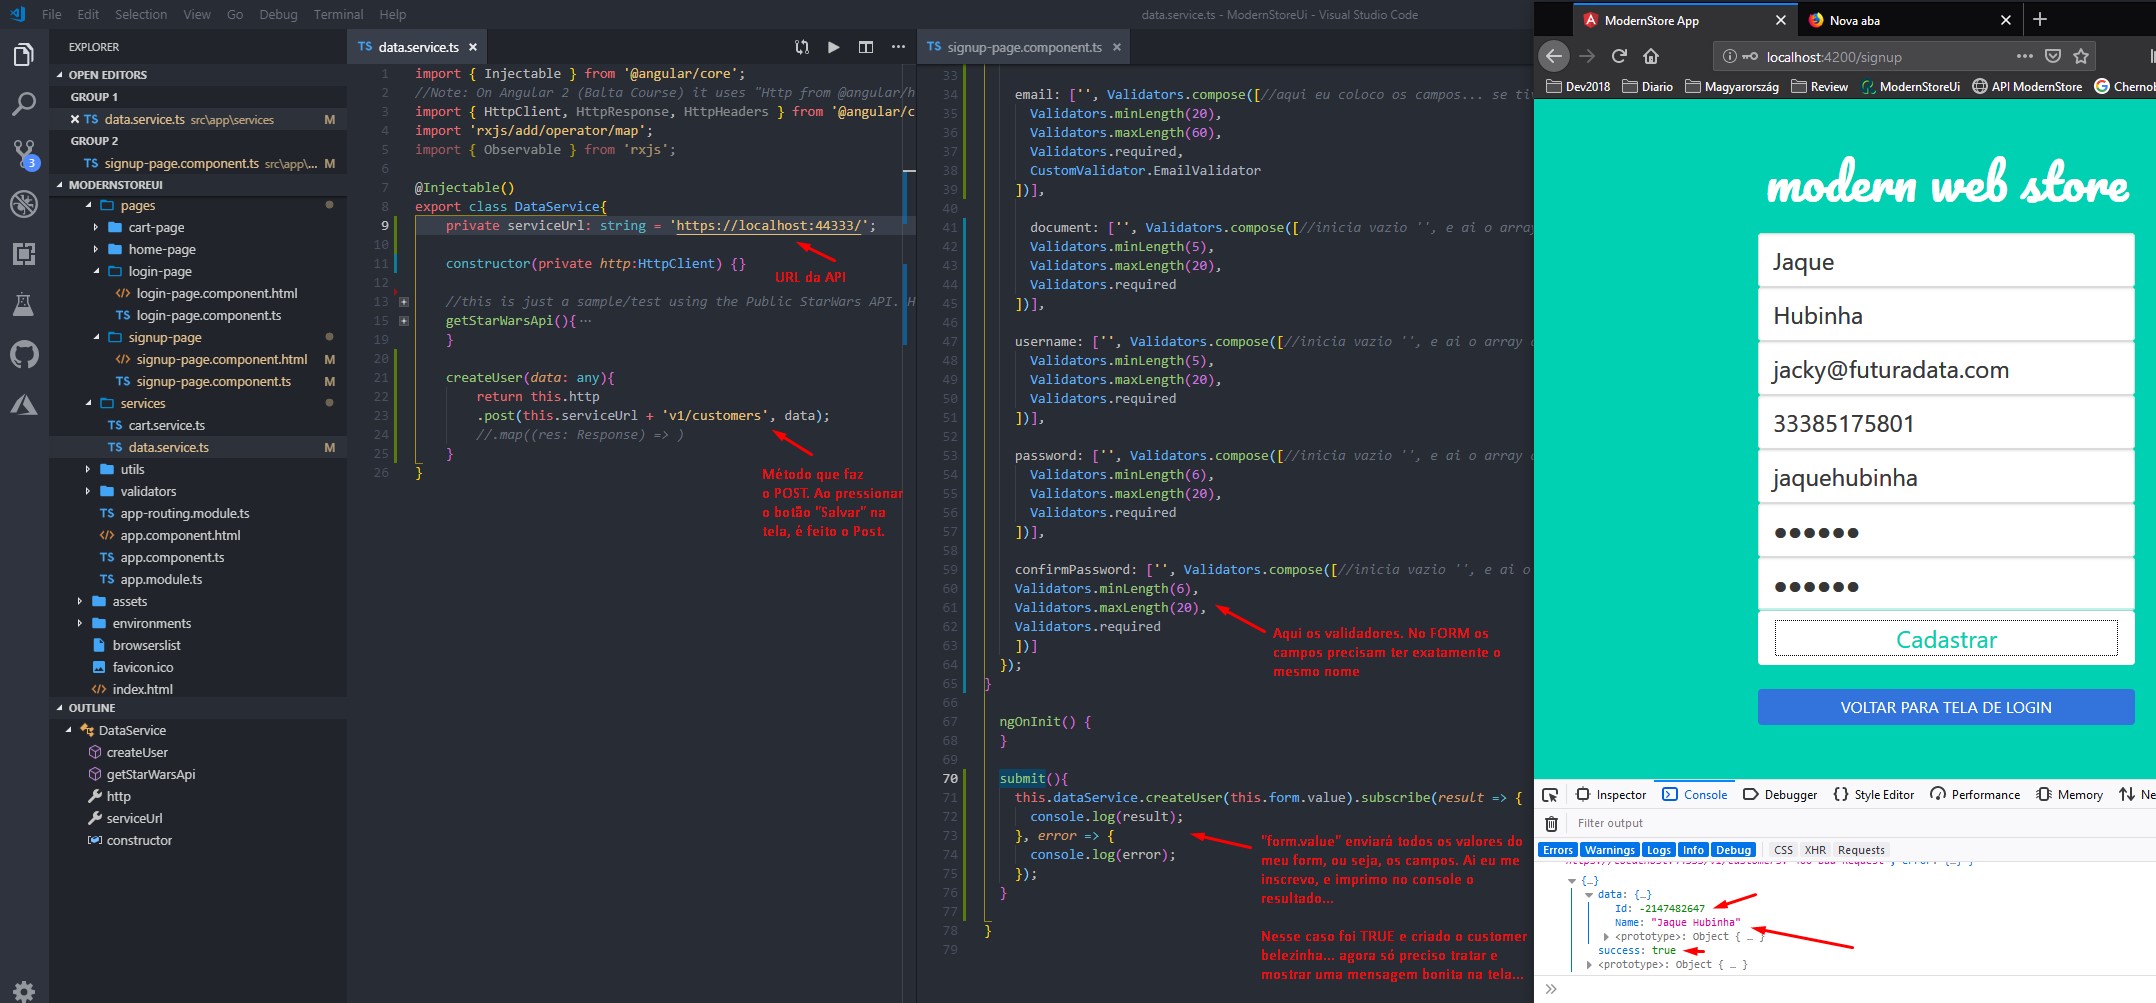 File Edit Selection View Go Debug Terminal Help
data.service.ts - ModernStoreUi - Visual Studio Code
EXPLORER
OPEN EDITORS
GROUP 1
TS data.service.ts src\app\services M
GROUP 2
TS signup-page.component.ts src\app\... M
MODERNSTOREUI
pages
cart-page
home-page
login-page
login-page.component.html
TS login-page.component.ts
signup-page
signup-page.component.html M
TS signup-page.component.ts M
services
TS cart.service.ts
TS data.service.ts M
utils
validators
TS app-routing.module.ts
app.component.html
TS app.component.ts
TS app.module.ts
assets
environments
browserslist
favicon.ico
index.html
OUTLINE
DataService
createUser
getStarWarsApi
http
serviceUrl
constructor
3
TS data.service.ts
1 import { Injectable } from '@angular/core';
2 //Note: On Angular 2 (Balta Course) it uses "Http from @angular/h
3 import { HttpClient, HttpResponse, HttpHeaders } from '@angular/c
4 import 'rxjs/add/operator/map';
5 import { Observable } from 'rxjs';
6
7 @Injectable()
8 export class DataService{
9 private serviceUrl: string = 'https://localhost:44333/';
10
11 constructor(private http:HttpClient) {}
12
13 //this is just a sample/test using the Public StarWars API. H
15 getStarWarsApi(){...
19 }
20
21 createUser(data: any){
22 return this.http
23 .post(this.serviceUrl + 'v1/customers', data);
24 //.map((res: Response) => )
25 }
26 }
URL da API
Método que faz
o POST. Ao pressionar
o botão "Salvar" na
tela, é feito o Post.
TS signup-page.component.ts
33
34 email: ['', Validators.compose([//aqui eu coloco os campos... se ti
35 Validators.minLength(20),
36 Validators.maxLength(60),
37 Validators.required,
38 CustomValidator.EmailValidator
39 ])],
40
41 document: ['', Validators.compose([//inicia vazio '', e ai o array
42 Validators.minLength(5),
43 Validators.maxLength(20),
44 Validators.required
45 ])],
46
47 username: ['', Validators.compose([//inicia vazio '', e ai o array
48 Validators.minLength(5),
49 Validators.maxLength(20),
50 Validators.required
51 ])],
52
53 password: ['', Validators.compose([//inicia vazio '', e ai o array
54 Validators.minLength(6),
55 Validators.maxLength(20),
56 Validators.required
57 ])],
58
59 confirmPassword: ['', Validators.compose([//inicia vazio '', e ai o
60 Validators.minLength(6),
61 Validators.maxLength(20),
62 Validators.required
63 ])]
64 });
65 }
66
67 ngOnInit() {
68 }
69
70 submit(){
71 this.dataService.createUser(this.form.value).subscribe(result => {
72 console.log(result);
73 }, error => {
74 console.log(error);
75 });
76 }
77
78 }
79
Aqui os validadores. No FORM os
campos precisam ter exatamente o
mesmo nome
"form.value" enviará todos os valores do
meu form, ou seja, os campos. Ai eu me
inscrevo, e imprimo no console o
resultado...
Nesse caso foi TRUE e criado o customer
belezinha... agora só preciso tratar e
mostrar uma mensagem bonita na tela...
ModernStore App
Nova aba
localhost:4200/signup
Dev2018 Diario Magyarország Review ModernStoreUi API ModernStore Chernob
modern web store
Jaque
Hubinha
jacky@futuradata.com
33385175801
jaquehubinha
●●●●●●
●●●●●●
Cadastrar
VOLTAR PARA TELA DE LOGIN
Inspector Console Debugger Style Editor Performance Memory Ne
Filter output
Errors Warnings Logs Info Debug CSS XHR Requests
{…}
data: {…}
Id: -2147482647
Name: "Jaque Hubinha"
<prototype>: Object { … }
success: true
<prototype>: Object { … }